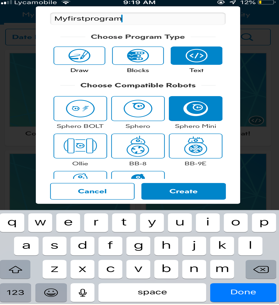 Lycamobile 9:19 AM 12%
Myfirstprogram
Choose Program Type
Draw Blocks Text
Choose Compatible Robots
Sphero BOLT Sphero Sphero Mini
Ollie BB-8 BB-9E
Cancel Create
q w e r t y u i o p
a s d f g h j k l
z x c v b n m
123 space Done